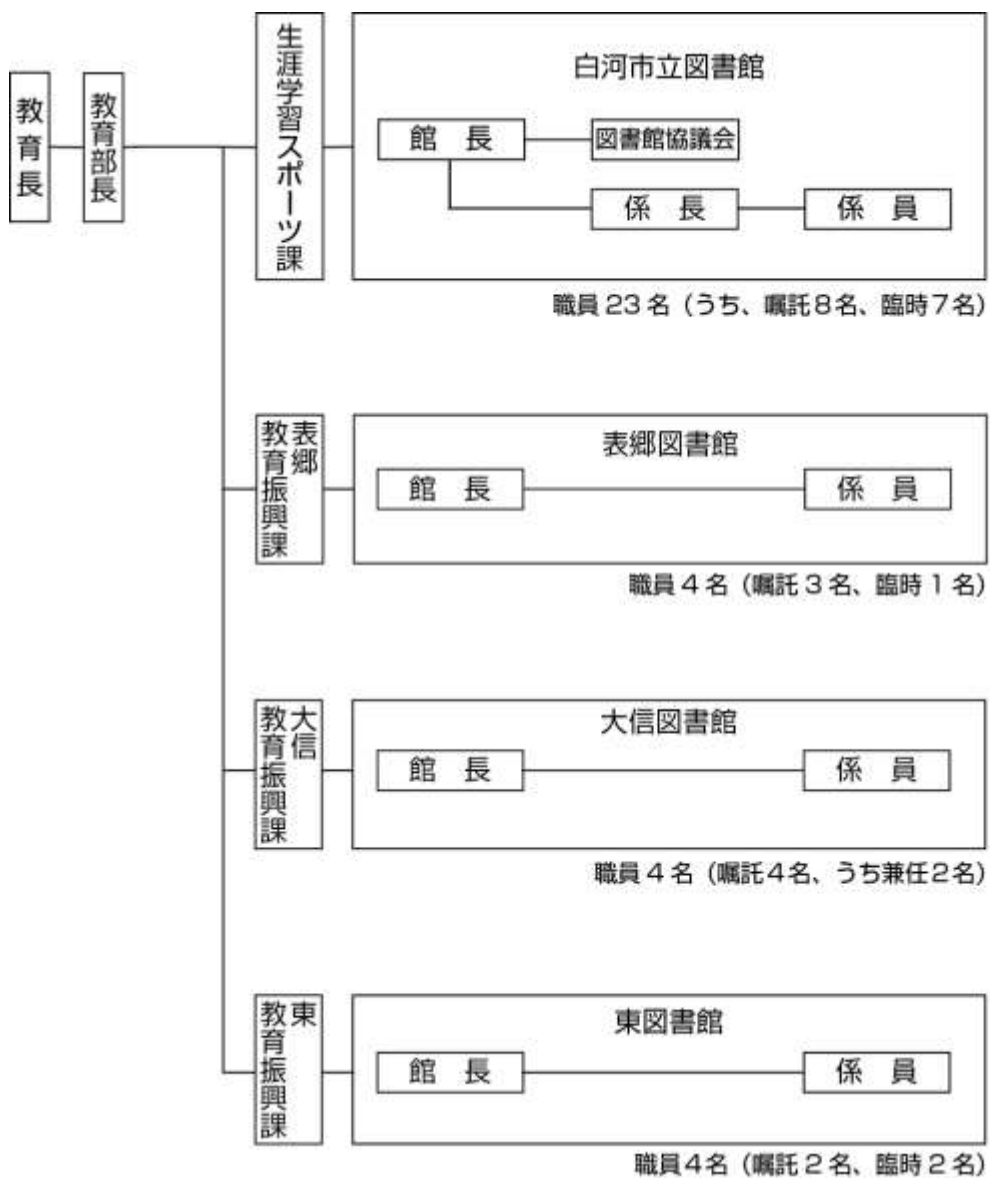 教育長
教育部長
生涯学習スポーツ課
白河市立図書館
館 長
図書館協議会
係 長
係 員
職員23名（うち、嘱託8名、臨時7名）
表郷
教育振興課
表郷図書館
館 長
係 員
職員4名（嘱託3名、臨時1名）
大信
教育振興課
大信図書館
館 長
係 員
職員4名（嘱託4名、うち兼任2名）
東
教育振興課
東図書館
館 長
係 員
職員4名（嘱託2名、臨時2名）